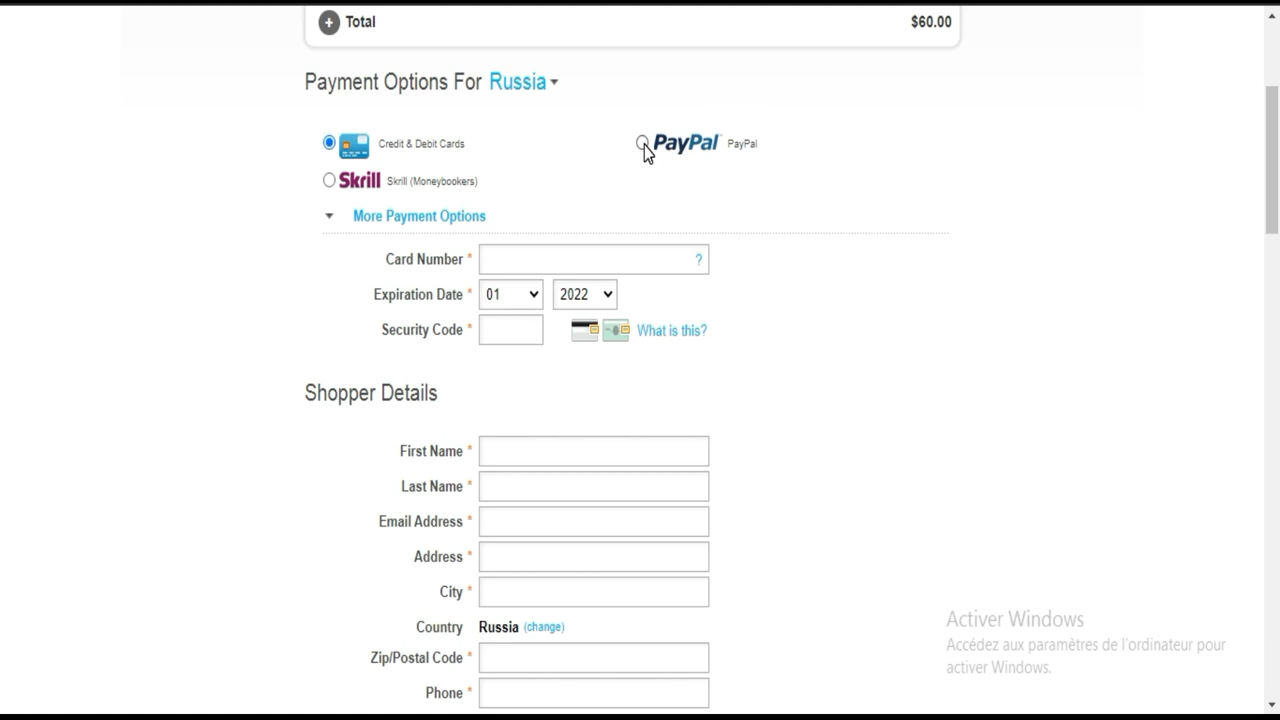 Total $60.00
Payment Options For Russia
Credit & Debit Cards PayPal PayPal
Skrill Skrill (Moneybookers)
More Payment Options
Card Number * ?
Expiration Date * 01 2022
Security Code * What is this?
Shopper Details
First Name *
Last Name *
Email Address *
Address *
City *
Country Russia (change)
Zip/Postal Code *
Phone *
Activer Windows
Accédez aux paramètres de l'ordinateur pour
activer Windows.